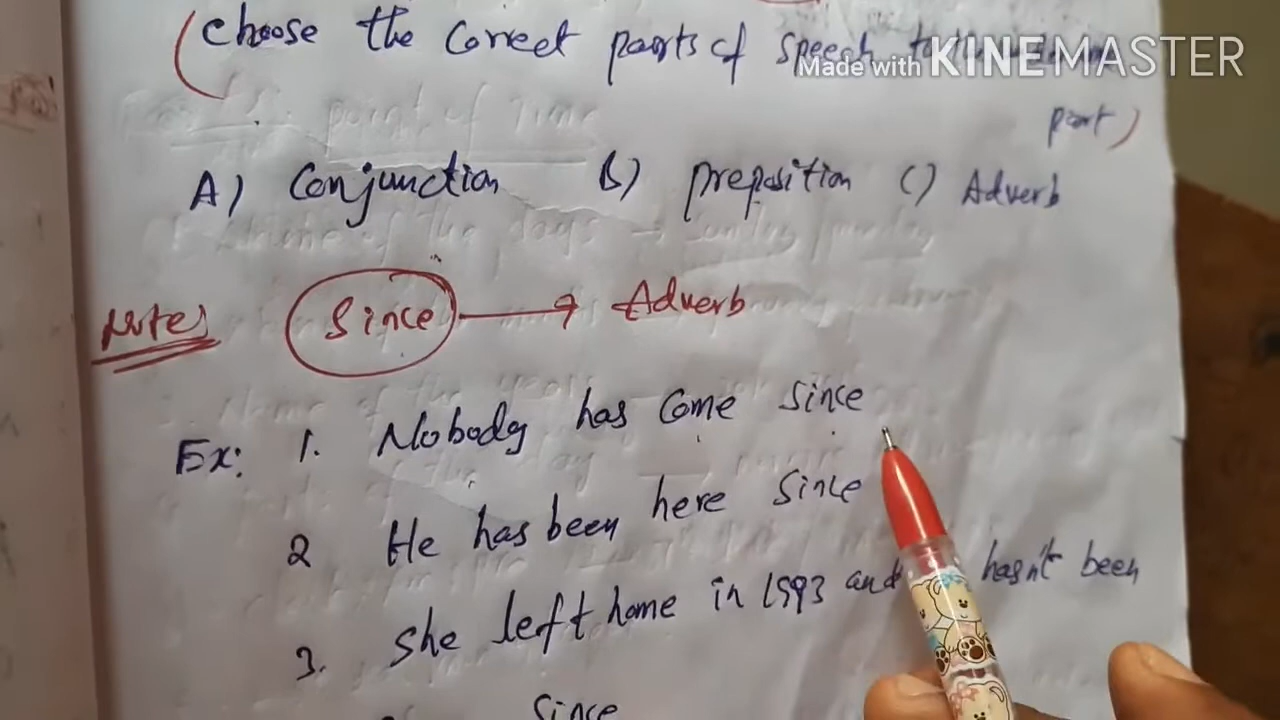 (choose the correct parts of speech
Made with KINEMASTER
part)
A) Conjunction B) preposition C) Adverb
Notes Since → Adverb
Ex: 1. Nobody has come since
2 He has been here since
3. She left home in 1993 and hasn't been
since